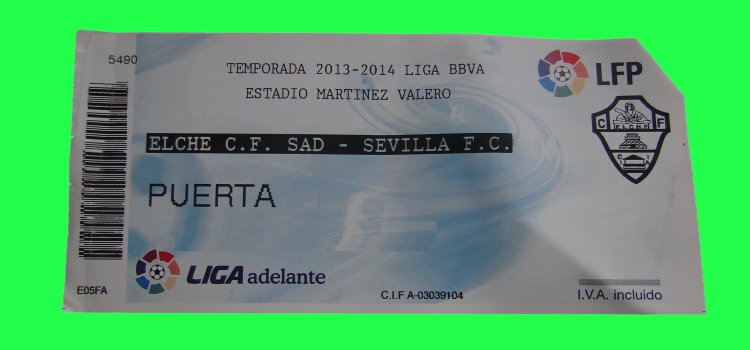 5490
TEMPORADA 2013-2014 LIGA BBVA
ESTADIO MARTINEZ VALERO
LFP
C F
ELCHE
ELCHE C.F. SAD - SEVILLA F.C.
PUERTA
LIGA adelante
E05FA
C.I.F A-03039104
I.V.A. incluido